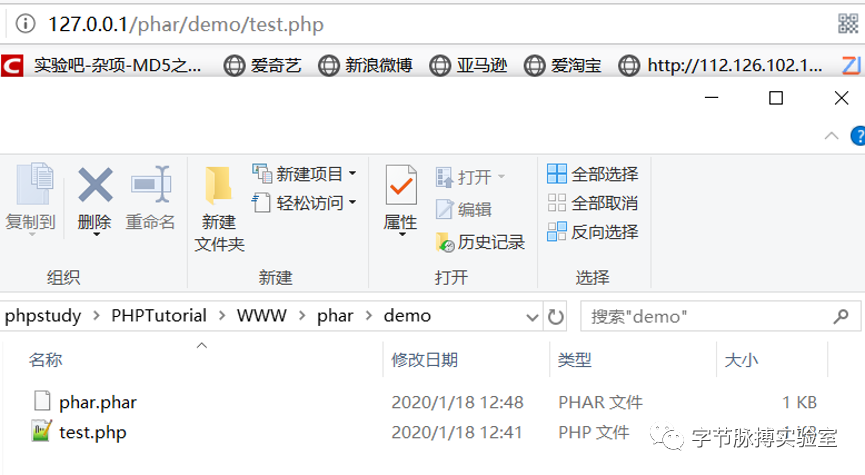 127.0.0.1/phar/demo/test.php
实验吧-杂项-MD5之... 爱奇艺 新浪微博 亚马逊 爱淘宝 http://112.126.102.1...
新建项目 打开 全部选择
轻松访问 编辑 全部取消
复制到 删除 重命名 新建 文件夹 属性 历史记录 反向选择
组织 新建 打开 选择
phpstudy PHPTutorial WWW phar demo 搜索"demo"
名称 修改日期 类型 大小
phar.phar 2020/1/18 12:48 PHAR 文件 1 KB
test.php 2020/1/18 12:41 PHP 文件
字节脉搏实验室